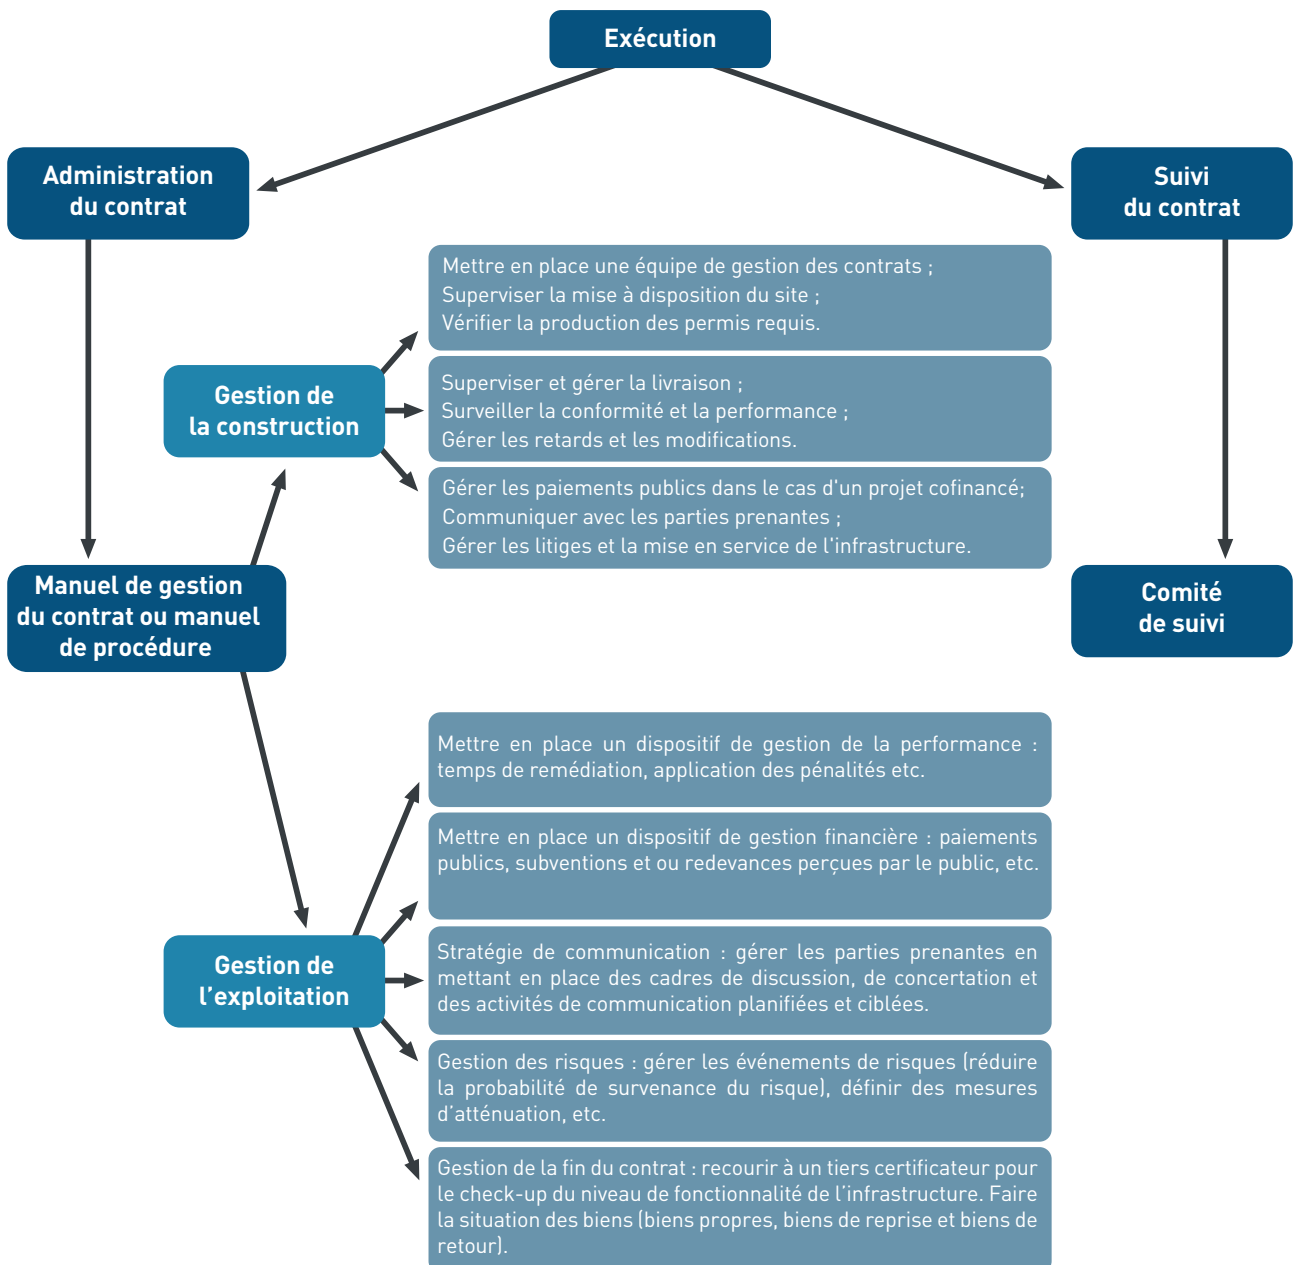 Exécution
Administration
du contrat
Suivi
du contrat
Mettre en place une équipe de gestion des contrats ;
Superviser la mise à disposition du site ;
Vérifier la production des permis requis.
Gestion de
la construction
Superviser et gérer la livraison ;
Surveiller la conformité et la performance ;
Gérer les retards et les modifications.
Gérer les paiements publics dans le cas d'un projet cofinancé;
Communiquer avec les parties prenantes ;
Gérer les litiges et la mise en service de l'infrastructure.
Manuel de gestion
du contrat ou manuel
de procédure
Comité
de suivi
Mettre en place un dispositif de gestion de la performance :
temps de remédiation, application des pénalités etc.
Mettre en place un dispositif de gestion financière : paiements
publics, subventions et ou redevances perçues par le public, etc.
Gestion de
l’exploitation
Stratégie de communication : gérer les parties prenantes en
mettant en place des cadres de discussion, de concertation et
des activités de communication planifiées et ciblées.
Gestion des risques : gérer les événements de risques (réduire
la probabilité de survenance du risque), définir des mesures
d’atténuation, etc.
Gestion de la fin du contrat : recourir à un tiers certificateur pour
le check-up du niveau de fonctionnalité de l’infrastructure. Faire
la situation des biens (biens propres, biens de reprise et biens de
retour).